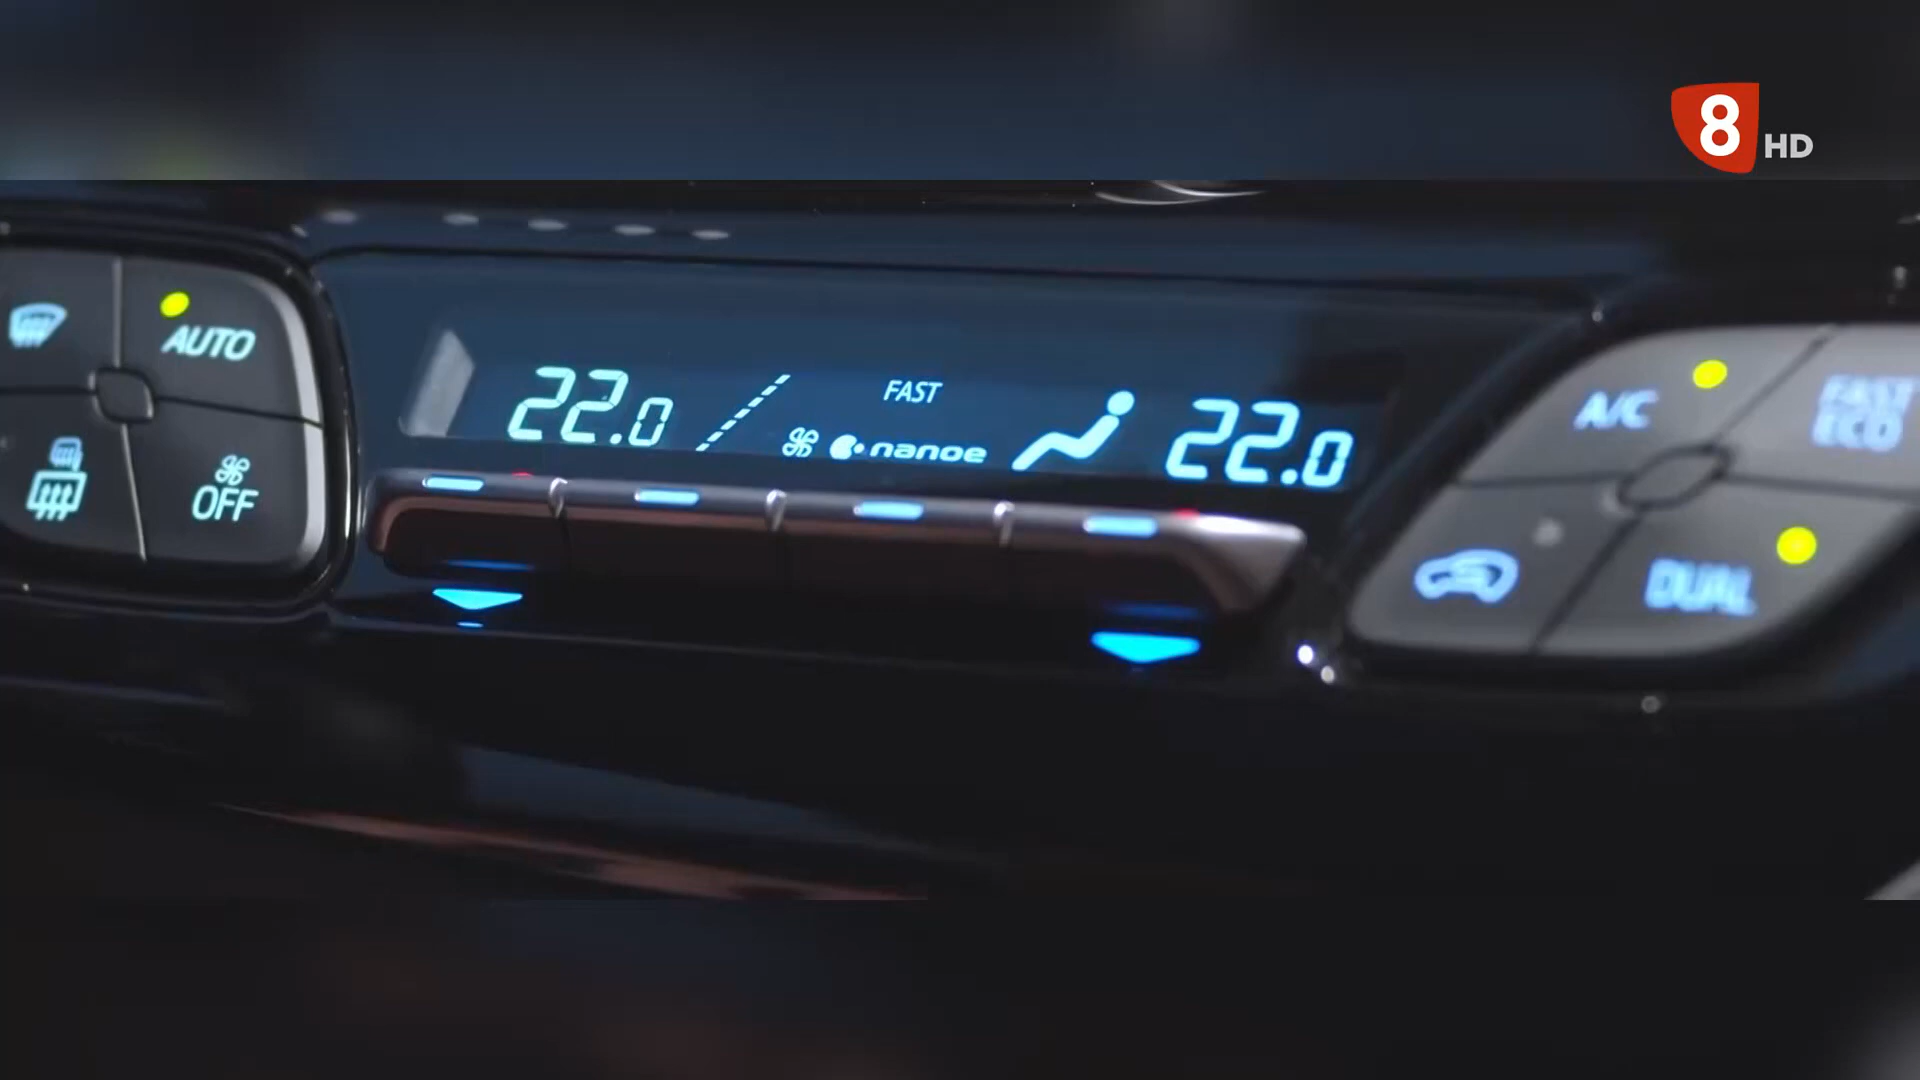 8 HD
AUTO
OFF
22.0
FAST
nanoe
22.0
A/C
FAST
ECO
DUAL